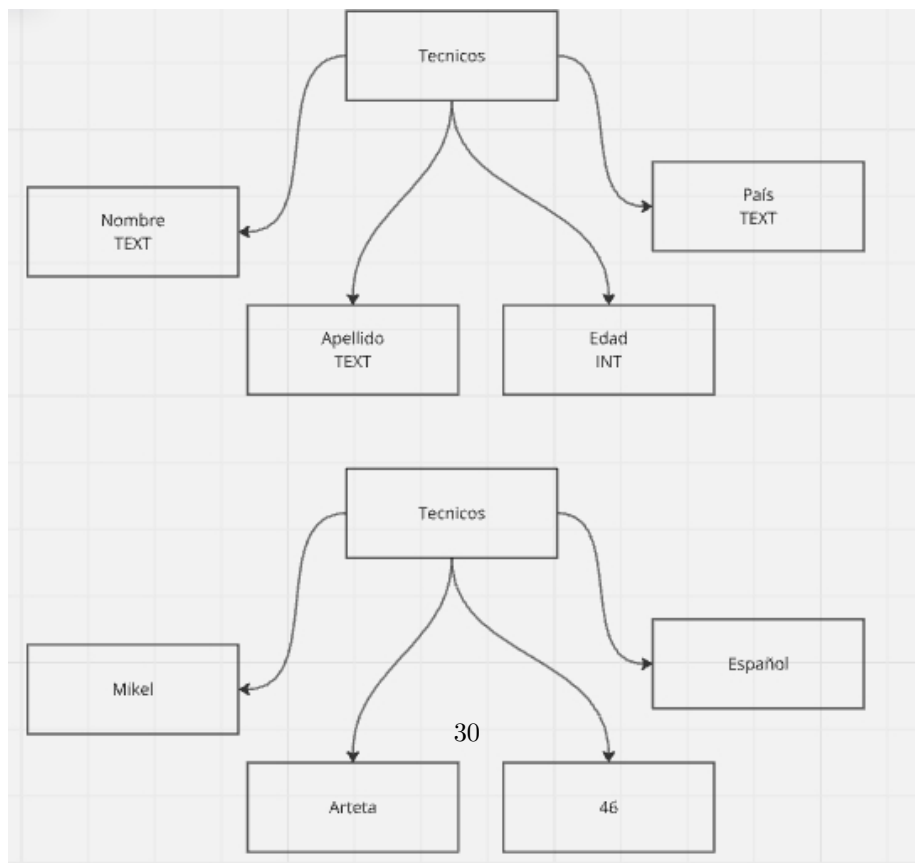 Tecnicos
Nombre
TEXT
País
TEXT
Apellido
TEXT
Edad
INT
Tecnicos
Mikel
Español
30
Arteta
46